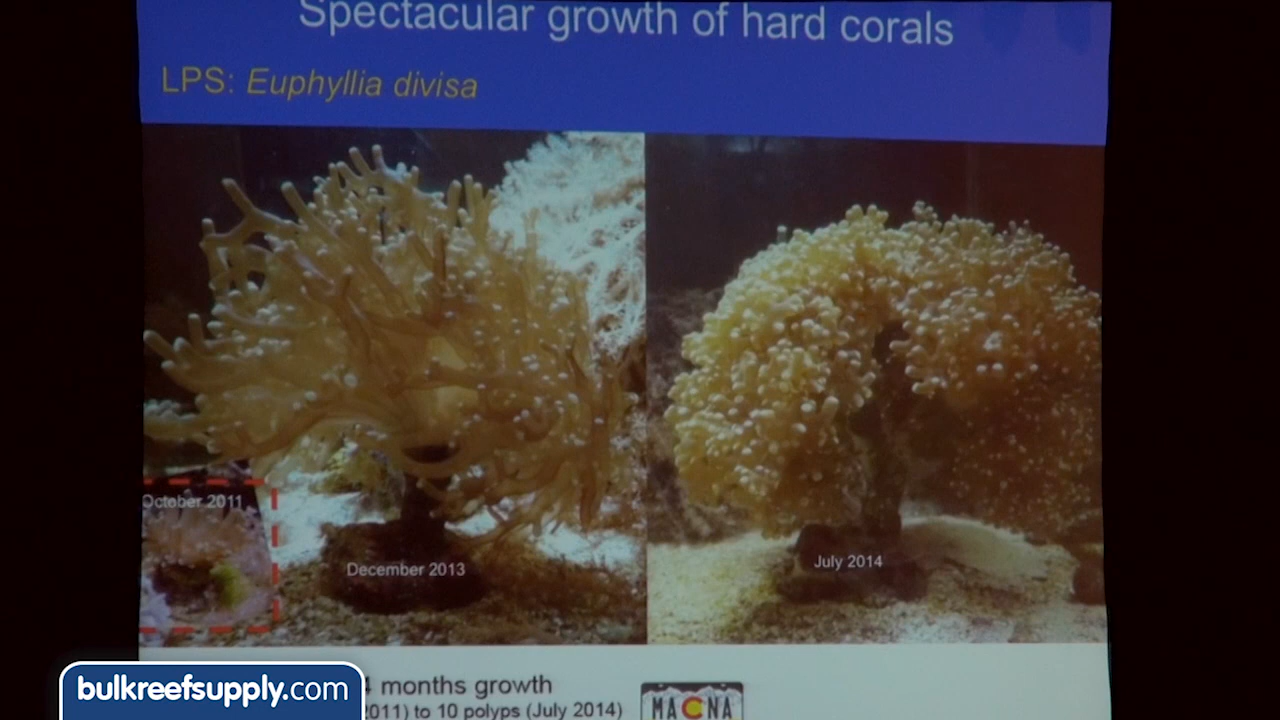 Spectacular growth of hard corals
LPS: Euphyllia divisa
October 2011
December 2013
July 2014
4 months growth
2011) to 10 polyps (July 2014)
MACNA
bulkreefsupply.com